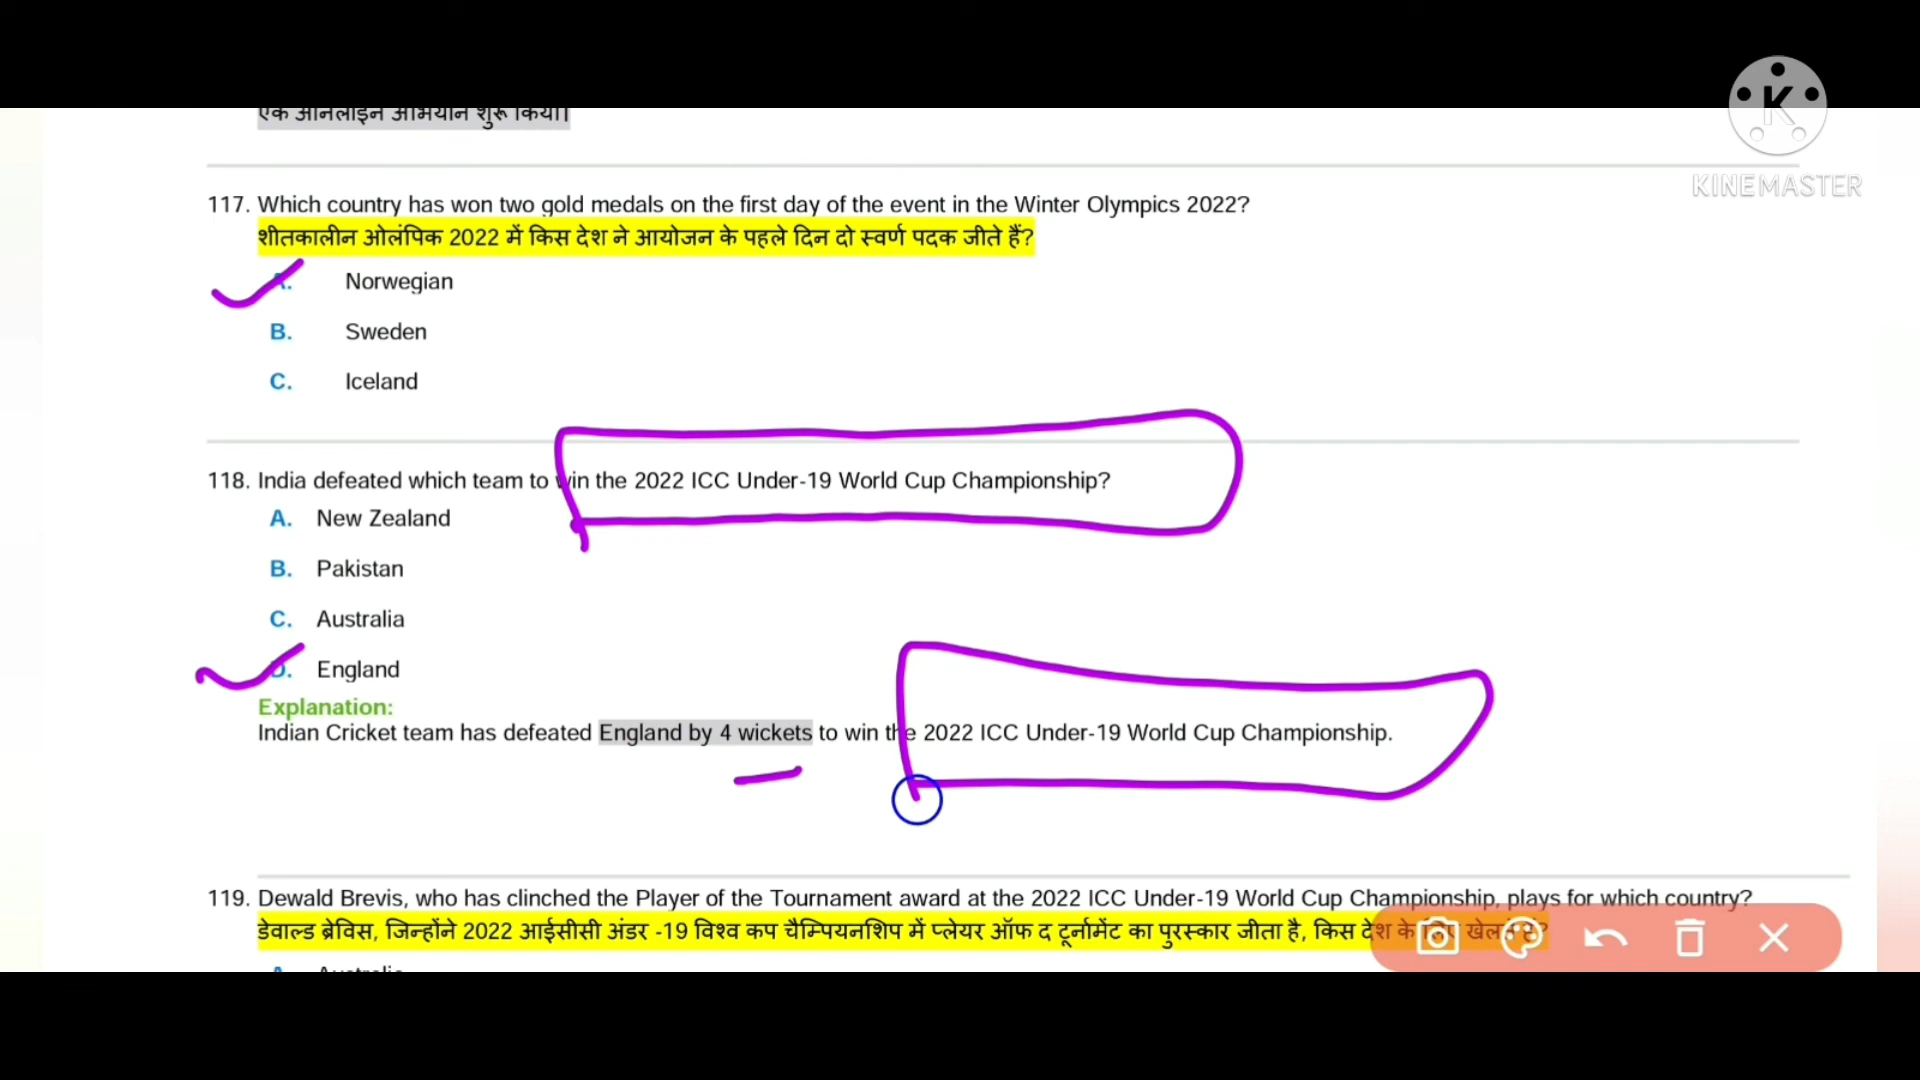 एक ऑनलाइन अभियान शुरू किया।
K
KINEMASTER
117. Which country has won two gold medals on the first day of the event in the Winter Olympics 2022?
शीतकालीन ओलंपिक 2022 में किस देश ने आयोजन के पहले दिन दो स्वर्ण पदक जीते हैं?
A. Norwegian
B. Sweden
C. Iceland
118. India defeated which team to win the 2022 ICC Under-19 World Cup Championship?
A. New Zealand
B. Pakistan
C. Australia
D. England
Explanation:
Indian Cricket team has defeated England by 4 wickets to win the 2022 ICC Under-19 World Cup Championship.
119. Dewald Brevis, who has clinched the Player of the Tournament award at the 2022 ICC Under-19 World Cup Championship, plays for which country?
डेवाल्ड ब्रेविस, जिन्होंने 2022 आईसीसी अंडर -19 विश्व कप चैम्पियनशिप में प्लेयर ऑफ द टूर्नामेंट का पुरस्कार जीता है, किस देश के
A. Australia